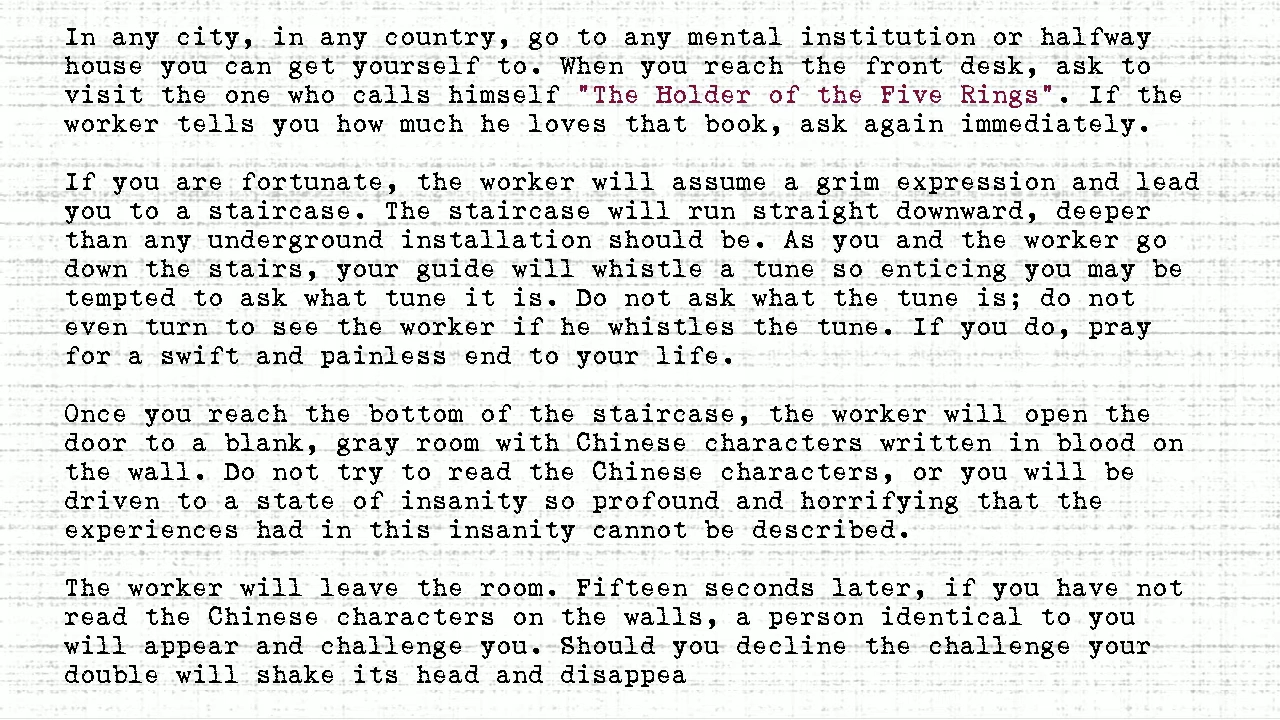 In any city, in any country, go to any mental institution or halfway
house you can get yourself to. When you reach the front desk, ask to
visit the one who calls himself "The Holder of the Five Rings". If the
worker tells you how much he loves that book, ask again immediately.
If you are fortunate, the worker will assume a grim expression and lead
you to a staircase. The staircase will run straight downward, deeper
than any underground installation should be. As you and the worker go
down the stairs, your guide will whistle a tune so enticing you may be
tempted to ask what tune it is. Do not ask what the tune is; do not
even turn to see the worker if he whistles the tune. If you do, pray
for a swift and painless end to your life.
Once you reach the bottom of the staircase, the worker will open the
door to a blank, gray room with Chinese characters written in blood on
the wall. Do not try to read the Chinese characters, or you will be
driven to a state of insanity so profound and horrifying that the
experiences had in this insanity cannot be described.
The worker will leave the room. Fifteen seconds later, if you have not
read the Chinese characters on the walls, a person identical to you
will appear and challenge you. Should you decline the challenge your
double will shake its head and disappea